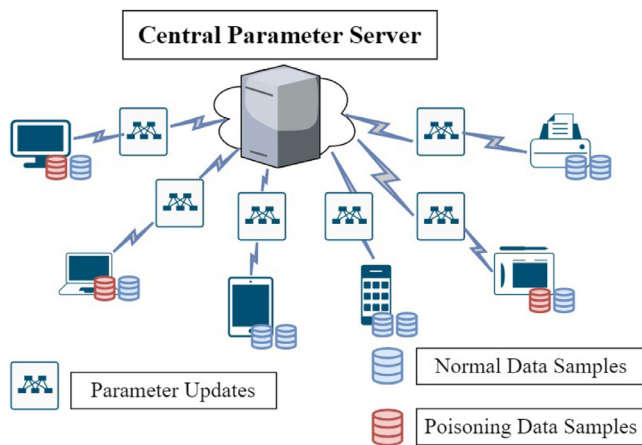 Central Parameter Server
Normal Data Samples
Parameter Updates
Poisoning Data Samples